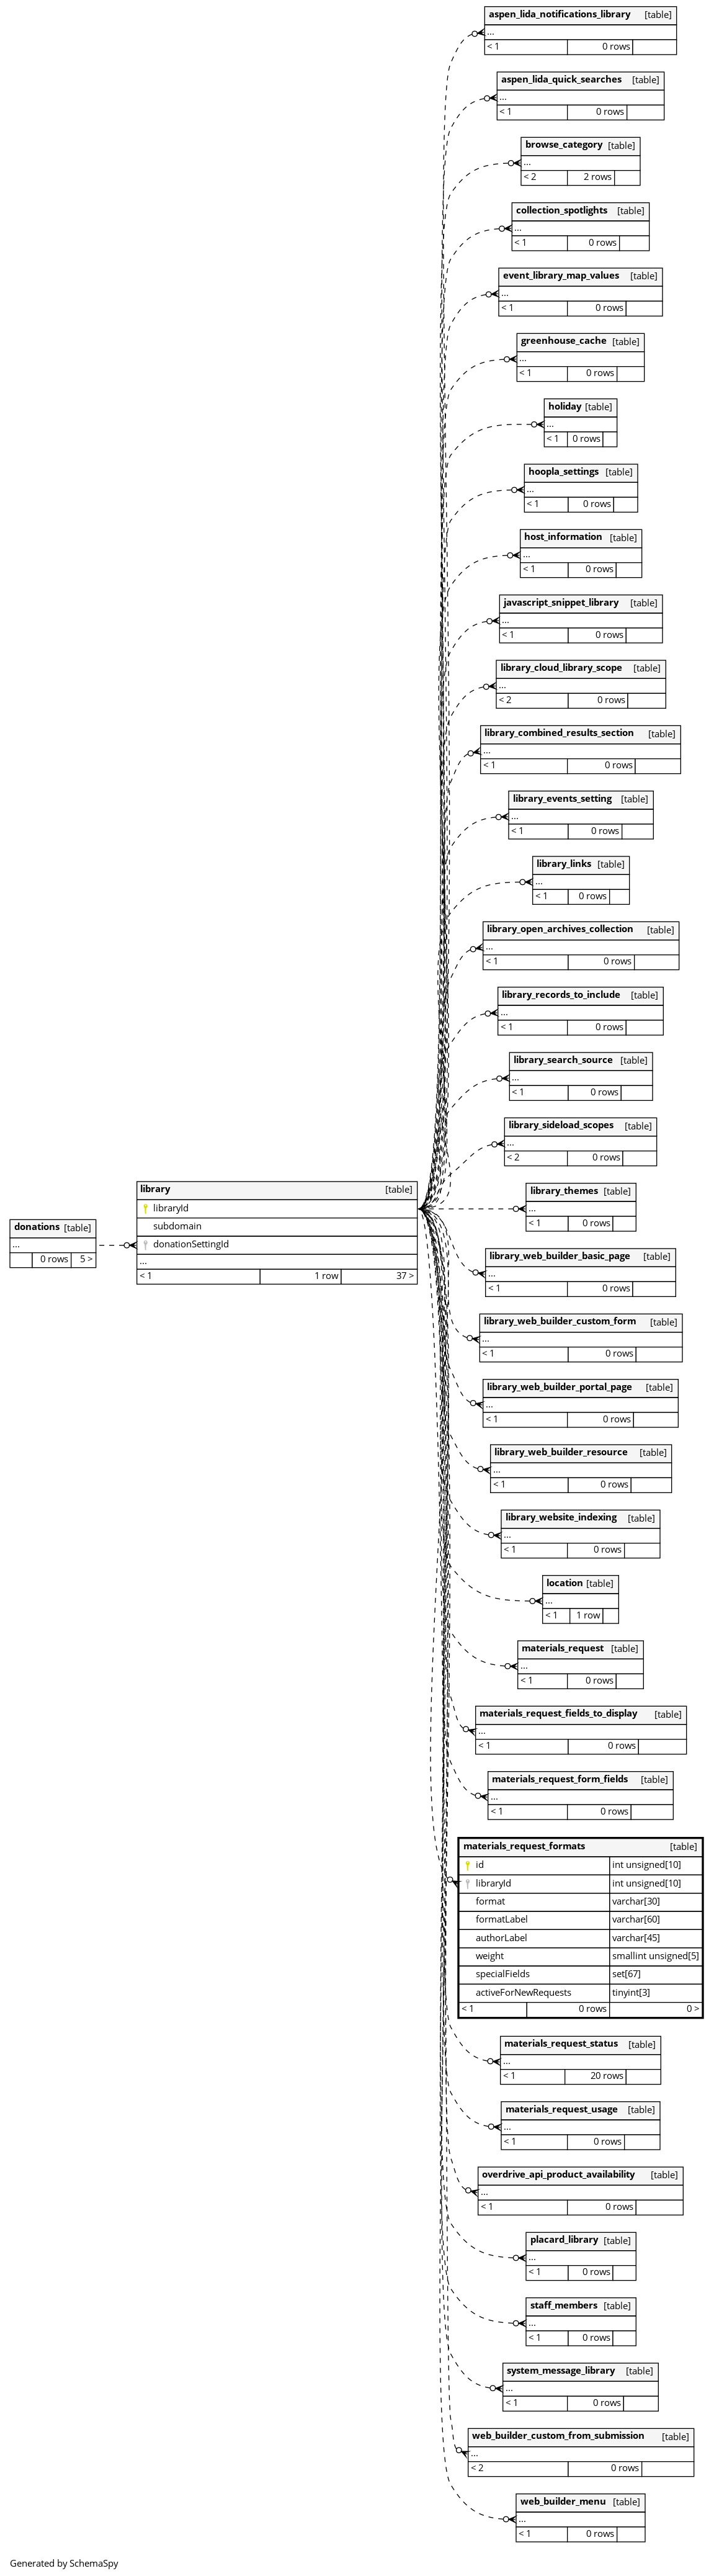 aspen_lida_notifications_library [table]
...
< 1 0 rows
aspen_lida_quick_searches [table]
...
< 1 0 rows
browse_category [table]
...
< 2 2 rows
collection_spotlights [table]
...
< 1 0 rows
event_library_map_values [table]
...
< 1 0 rows
greenhouse_cache [table]
...
< 1 0 rows
holiday [table]
...
< 1 0 rows
hoopla_settings [table]
...
< 1 0 rows
host_information [table]
...
< 1 0 rows
javascript_snippet_library [table]
...
< 1 0 rows
library_cloud_library_scope [table]
...
< 2 0 rows
library_combined_results_section [table]
...
< 1 0 rows
library_events_setting [table]
...
< 1 0 rows
library_links [table]
...
< 1 0 rows
library_open_archives_collection [table]
...
< 1 0 rows
library_records_to_include [table]
...
< 1 0 rows
library_search_source [table]
...
< 1 0 rows
library_sideload_scopes [table]
...
< 2 0 rows
donations [table]
...
0 rows 5 >
library [table]
libraryId
subdomain
donationSettingId
...
< 1 1 row 37 >
library_themes [table]
...
< 1 0 rows
library_web_builder_basic_page [table]
...
< 1 0 rows
library_web_builder_custom_form [table]
...
< 1 0 rows
library_web_builder_portal_page [table]
...
< 1 0 rows
library_web_builder_resource [table]
...
< 1 0 rows
library_website_indexing [table]
...
< 1 0 rows
location [table]
...
< 1 1 row
materials_request [table]
...
< 1 0 rows
materials_request_fields_to_display [table]
...
< 1 0 rows
materials_request_form_fields [table]
...
< 1 0 rows
materials_request_formats [table]
id int unsigned[10]
libraryId int unsigned[10]
format varchar[30]
formatLabel varchar[60]
authorLabel varchar[45]
weight smallint unsigned[5]
specialFields set[67]
activeForNewRequests tinyint[3]
< 1 0 rows 0 >
materials_request_status [table]
...
< 1 20 rows
materials_request_usage [table]
...
< 1 0 rows
overdrive_api_product_availability [table]
...
< 1 0 rows
placard_library [table]
...
< 1 0 rows
staff_members [table]
...
< 1 0 rows
system_message_library [table]
...
< 1 0 rows
web_builder_custom_from_submission [table]
...
< 2 0 rows
web_builder_menu [table]
...
< 1 0 rows
Generated by SchemaSpy